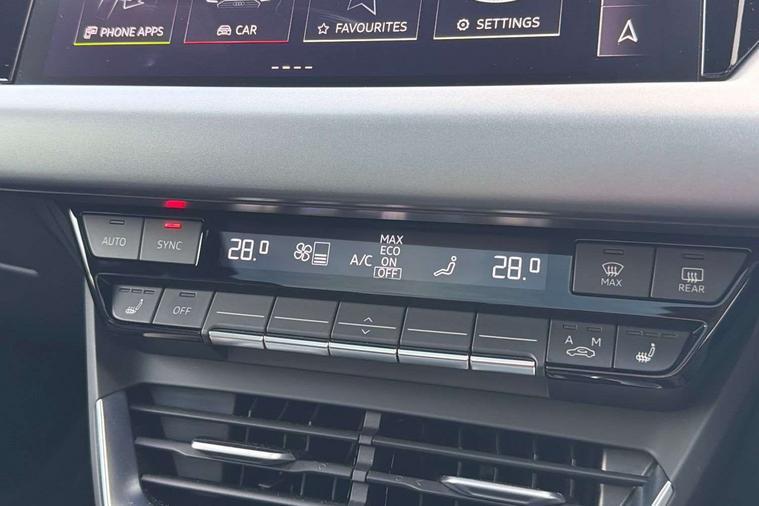 PHONE APPS
CAR
FAVOURITES
SETTINGS
AUTO
SYNC
28.0
A/C
MAX
ECO
ON
OFF
28.0
MAX
REAR
OFF
A M